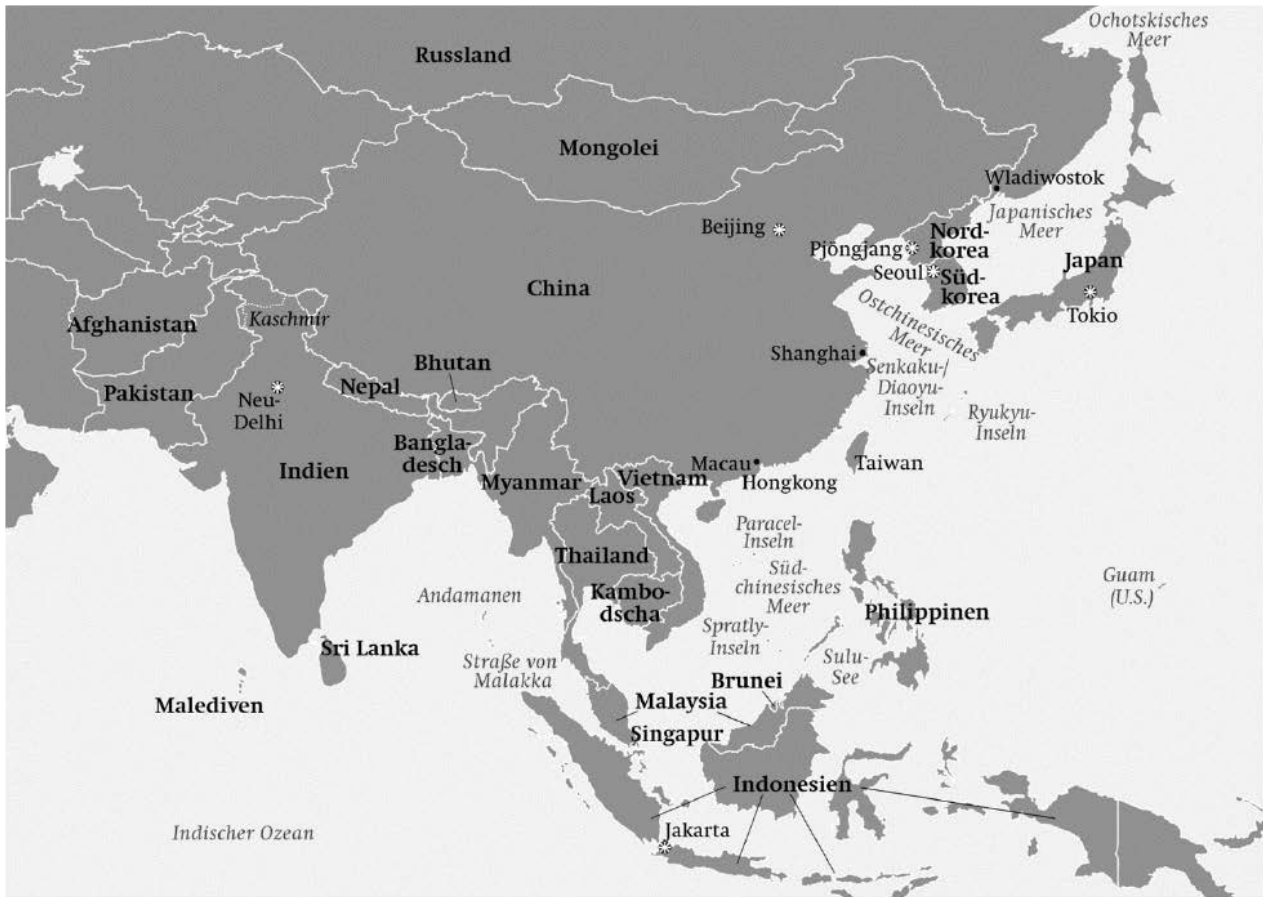 Ochotskisches
Meer
Russland
Mongolei
Wladiwostok
Japanisches
Meer
Beijing
Nord-
korea
Pjöngjang
Seoul
Süd-
korea
Japan
Tokio
China
Kaschmir
Afghanistan
Ostchinesisches
Meer
Shanghai
Senkaku-/
Diaoyu-
Inseln
Ryukyu-
Inseln
Bhutan
Nepal
Pakistan
Neu-
Delhi
Bangla-
desch
Indien
Myanmar
Laos
Vietnam
Macau
Hongkong
Taiwan
Paracel-
Inseln
Thailand
Süd-
chinesisches
Meer
Kambo-
dscha
Andamanen
Philippinen
Guam
(U.S.)
Spratly-
Inseln
Sulu-
See
Sri Lanka
Straße von
Malakka
Malediven
Brunei
Malaysia
Singapur
Indonesien
Jakarta
Indischer Ozean